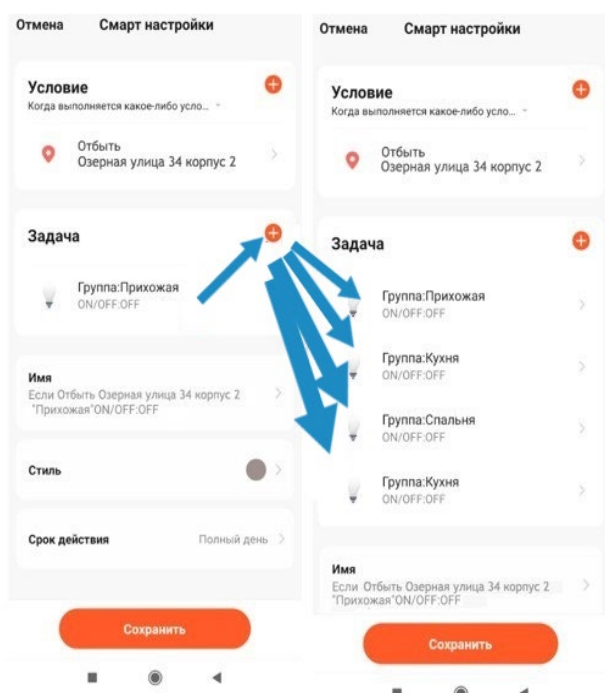 Отмена Смарт настройки
Условие
Когда выполняется какое-либо усло...
Отбыть
Озерная улица 34 корпус 2
Задача
Группа:Прихожая
ON/OFF:OFF
Имя
Если Отбыть Озерная улица 34 корпус 2
"Прихожая"ON/OFF:OFF
Стиль
Срок действия Полный день
Сохранить
Отмена Смарт настройки
Условие
Когда выполняется какое-либо усло...
Отбыть
Озерная улица 34 корпус 2
Задача
Группа:Прихожая
ON/OFF:OFF
Группа:Кухня
ON/OFF:OFF
Группа:Спальня
ON/OFF:OFF
Группа:Кухня
ON/OFF:OFF
Имя
Если Отбыть Озерная улица 34 корпус 2
"Прихожая"ON/OFF:OFF
Сохранить